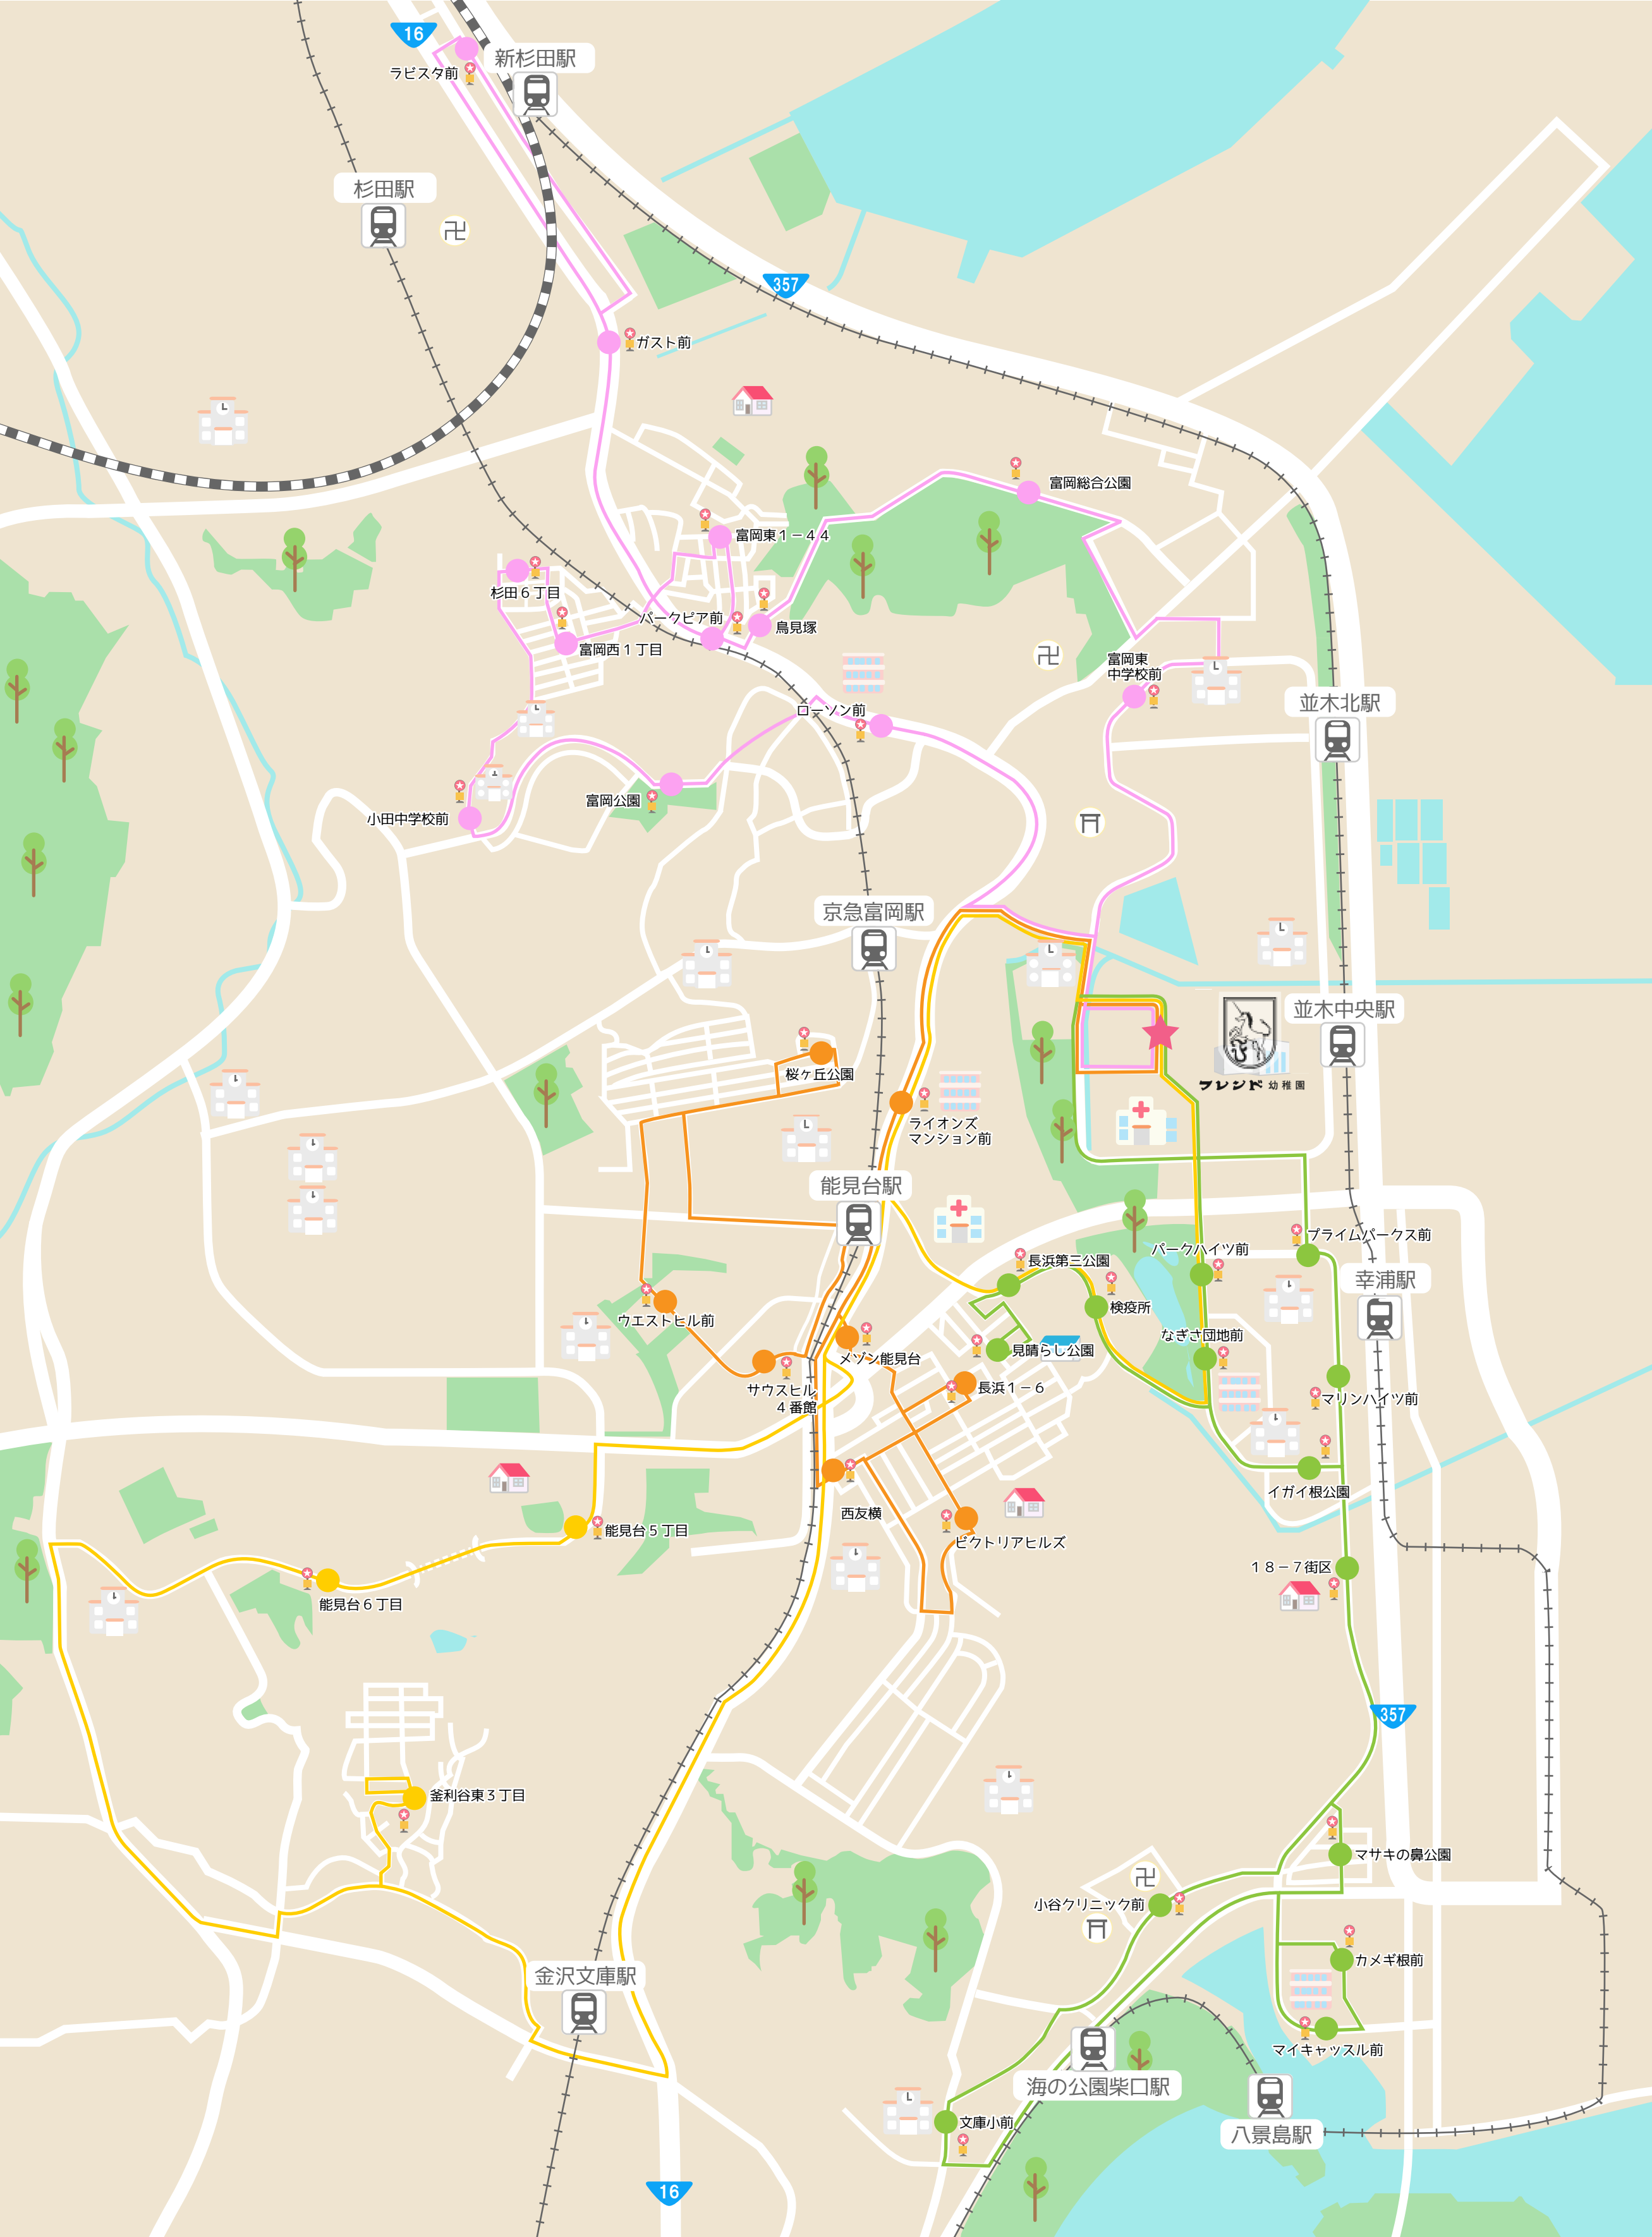 16
新杉田駅
ラビスタ前
杉田駅
357
ガスト前
富岡総合公園
富岡東1－44
杉田6丁目
パークピア前
鳥見塚
富岡西1丁目
富岡東
中学校前
並木北駅
ローソン前
富岡公園
小田中学校前
京急富岡駅
並木中央駅
桜ヶ丘公園
フレンド幼稚園
ライオンズ
マンション前
能見台駅
プライムパークス前
パークハイツ前
長浜第三公園
幸浦駅
検疫所
ウエストヒル前
なぎさ団地前
見晴らし公園
メゾン能見台
サウスヒル
4番館
長浜1－6
マリンハイツ前
イガイ根公園
西友横
能見台5丁目
ビクトリアヒルズ
18－7街区
能見台6丁目
357
釜利谷東3丁目
マサキの鼻公園
小谷クリニック前
カメギ根前
金沢文庫駅
マイキャッスル前
海の公園柴口駅
文庫小前
八景島駅
16